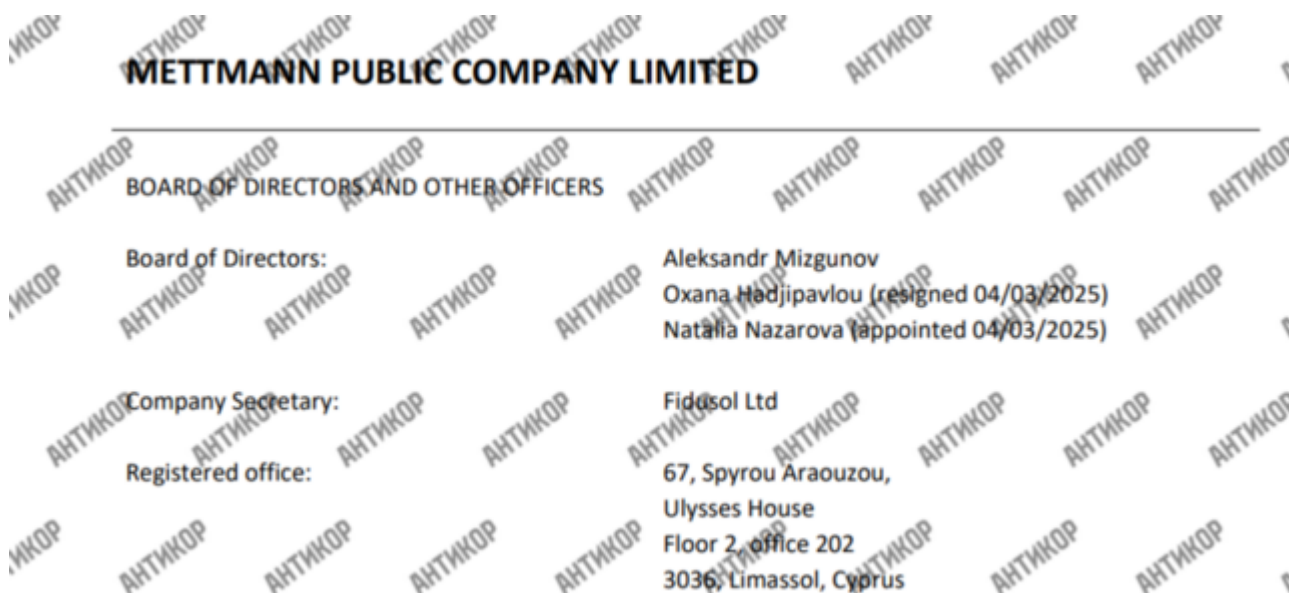 METTMANN PUBLIC COMPANY LIMITED
BOARD OF DIRECTORS AND OTHER OFFICERS
Board of Directors: Aleksandr Mizgunov
Oxana Hadjipavlou (resigned 04/03/2025)
Natalia Nazarova (appointed 04/03/2025)
Company Secretary: Fidusol Ltd
Registered office: 67, Spyrou Araouzou,
Ulysses House
Floor 2, office 202
3036, Limassol, Cyprus
АНТИКОР